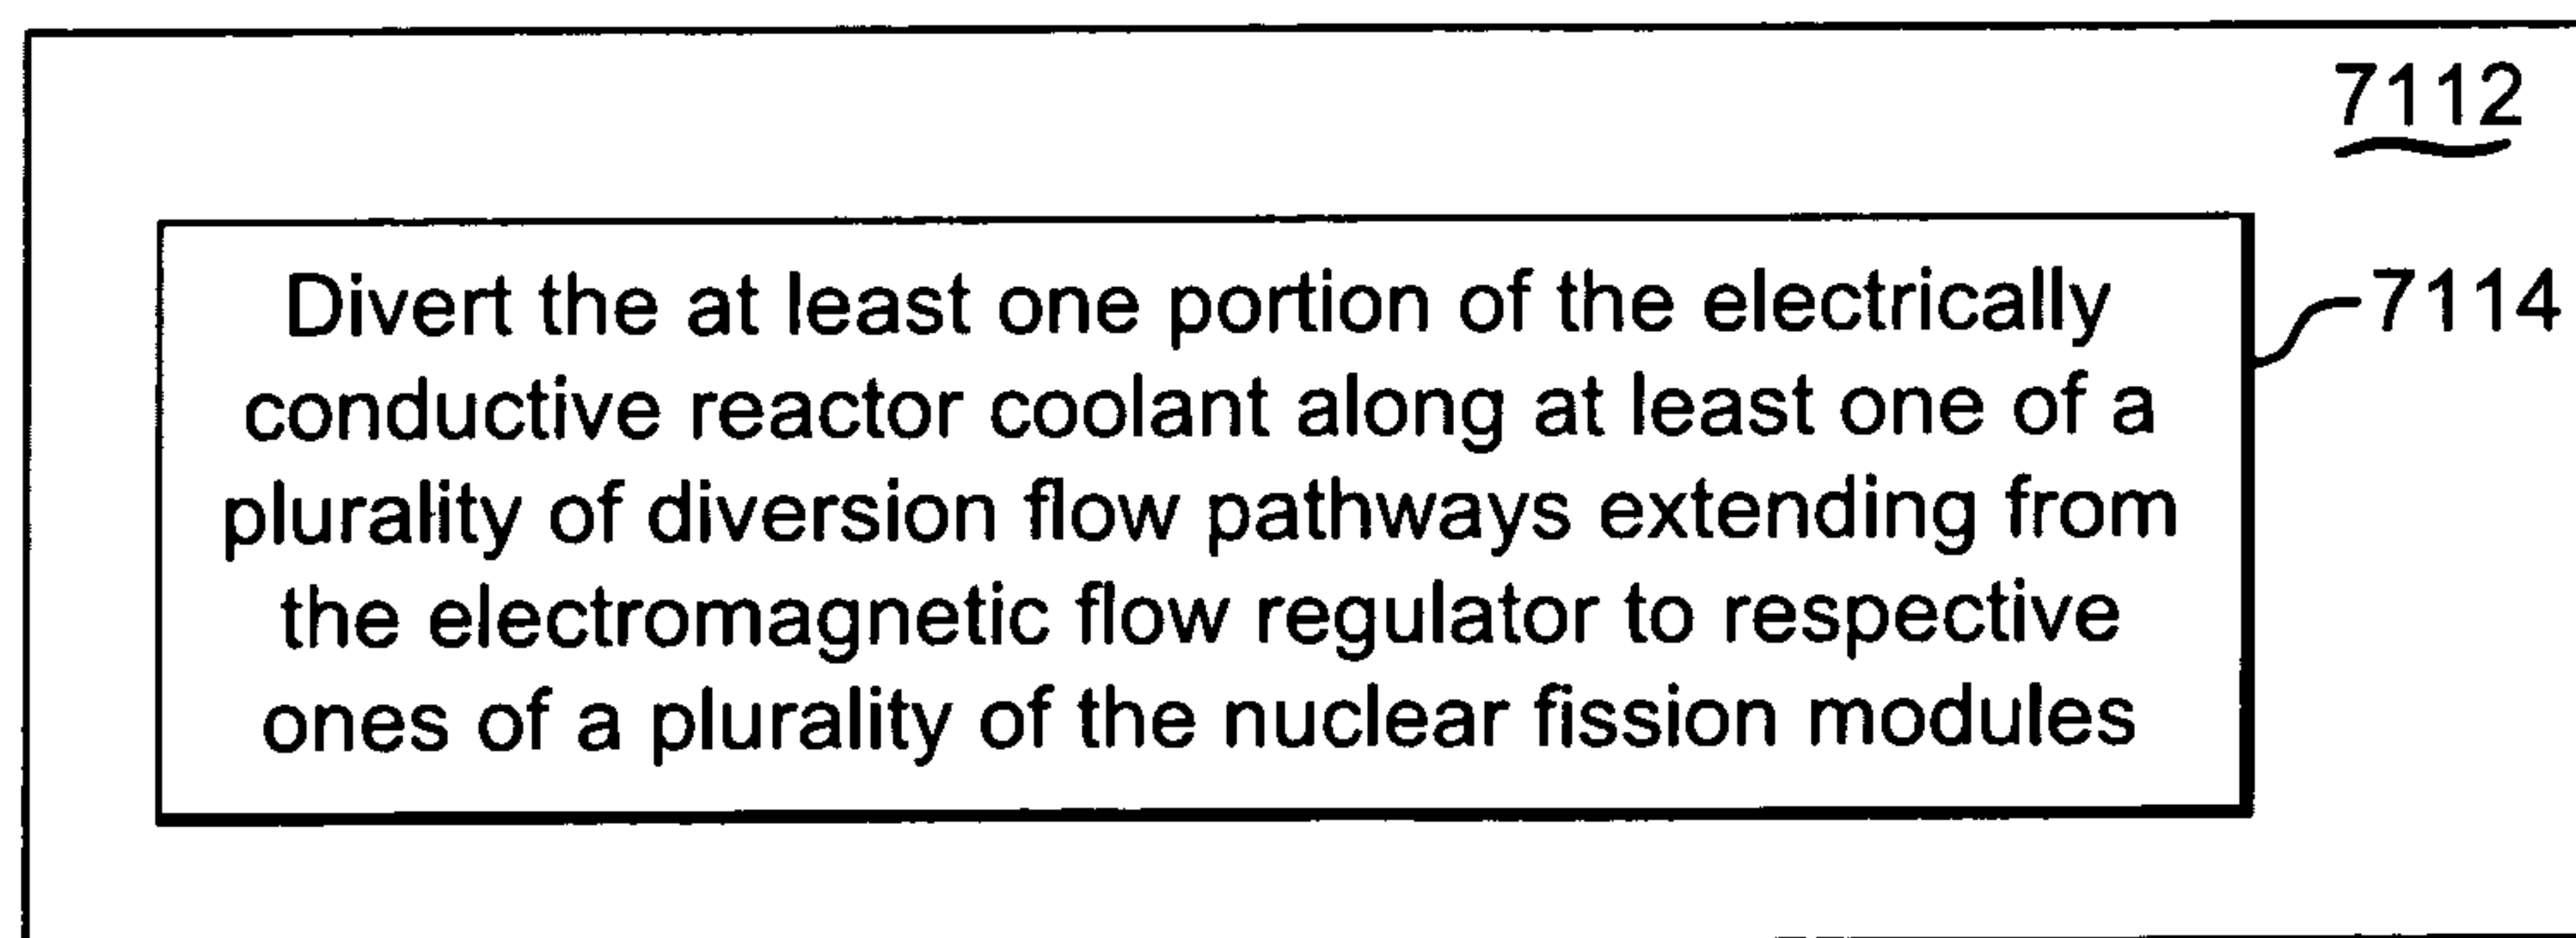 7112
Divert the at least one portion of the electrically
7114
conductive reactor coolant along at least one of a
plurality of diversion flow pathways extending from
the electromagnetic flow regulator to respective
ones of a plurality of the nuclear fission modules